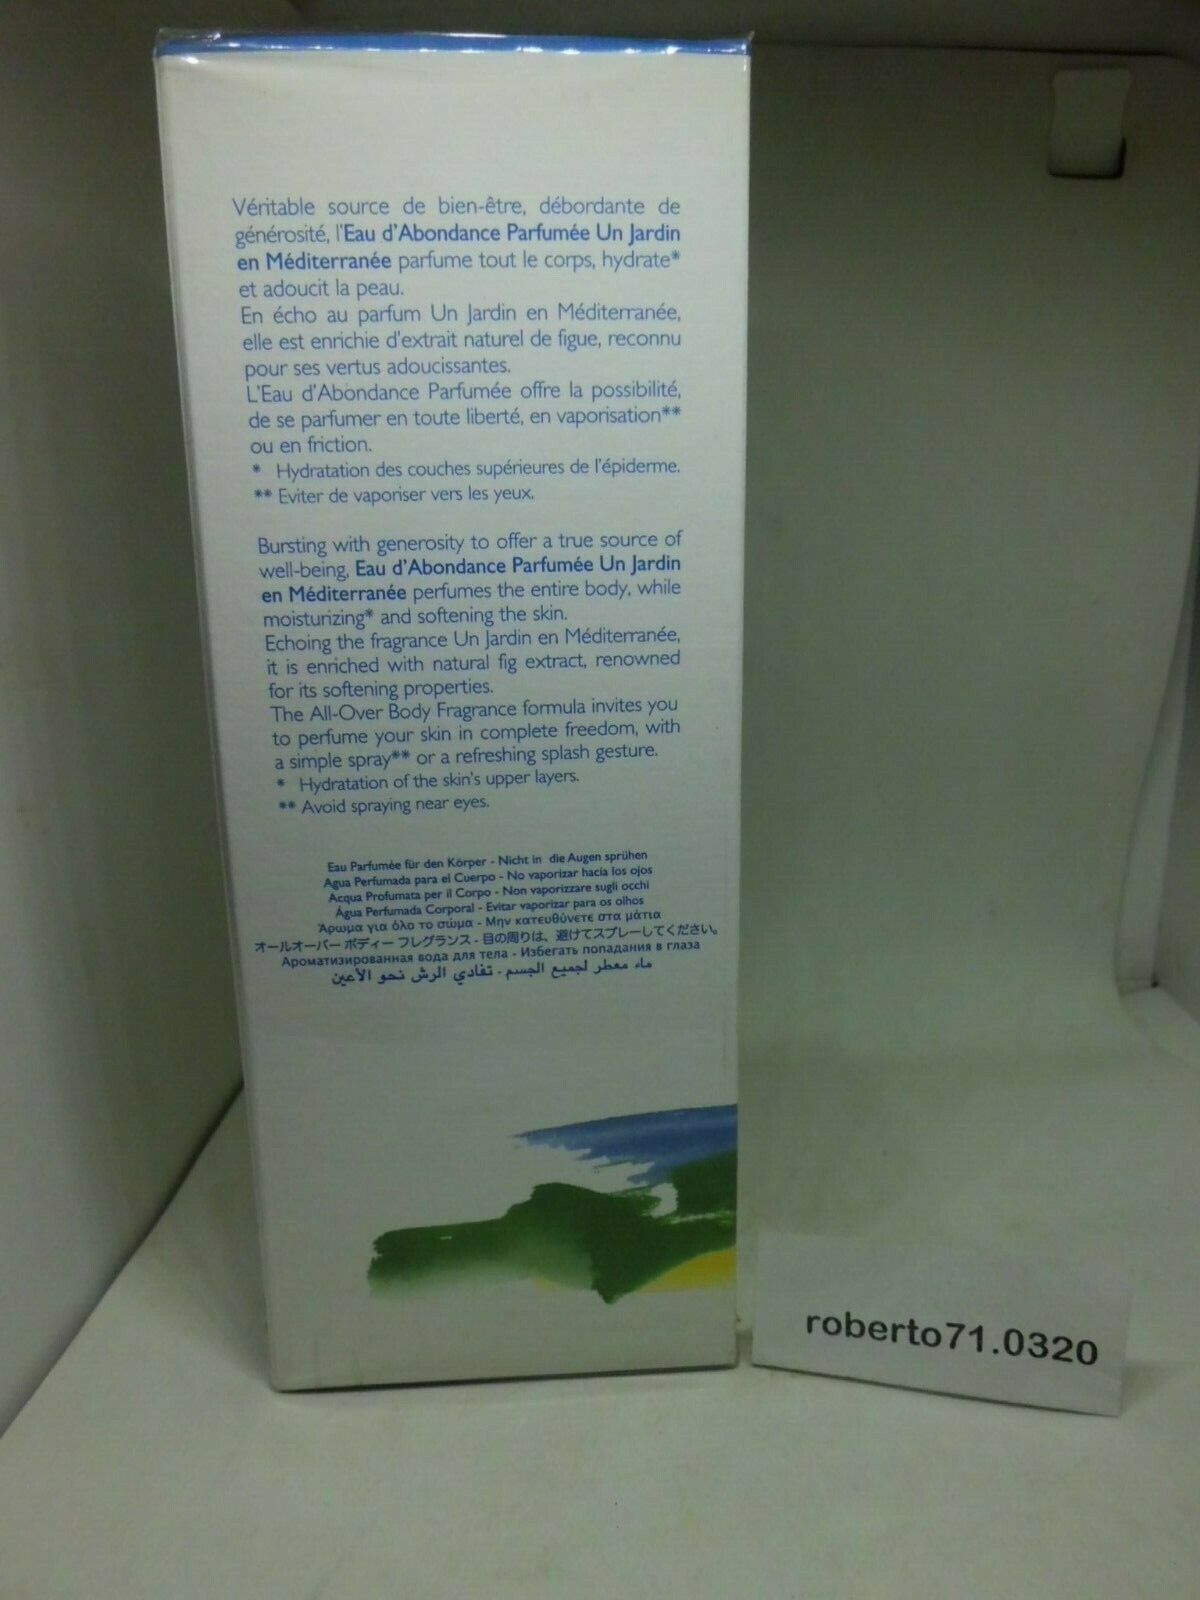 Véritable source de bien-être, débordante de
générosité, l'Eau d'Abondance Parfumée Un Jardin
en Méditerranée parfume tout le corps, hydrate*
et adoucit la peau.
En écho au parfum Un Jardin en Méditerranée,
elle est enrichie d'extrait naturel de figue, reconnu
pour ses vertus adoucissantes.
L'Eau d'Abondance Parfumée offre la possibilité,
de se parfumer en toute liberté, en vaporisation**
ou en friction.
* Hydratation des couches supérieures de l'épiderme.
** Eviter de vaporiser vers les yeux.
Bursting with generosity to offer a true source of
well-being, Eau d'Abondance Parfumée Un Jardin
en Méditerranée perfumes the entire body, while
moisturizing* and softening the skin.
Echoing the fragrance Un Jardin en Méditerranée,
it is enriched with natural fig extract, renowned
for its softening properties.
The All-Over Body Fragrance formula invites you
to perfume your skin in complete freedom, with
a simple spray** or a refreshing splash gesture.
* Hydratation of the skin's upper layers.
** Avoid spraying near eyes.
Eau Parfumée für den Körper - Nicht in die Augen sprühen
Agua Perfumada para el Cuerpo - No vaporizar hacia los ojos
Acqua Profumata per il Corpo - Non vaporizzare sugli occhi
Água Perfumada Corporal - Evitar vaporizar para os olhos
Άρωμα για όλο το σώμα - Μην κατευθύνετε στα μάτια
オールオーバー ボディー フレグランス - 目の周りは、避けてスプレーしてください。
Ароматизированная вода для тела - Избегать попадания в глаза
ماء معطر لجميع الجسم - تفادي الرش نحو الأعين
roberto71.0320